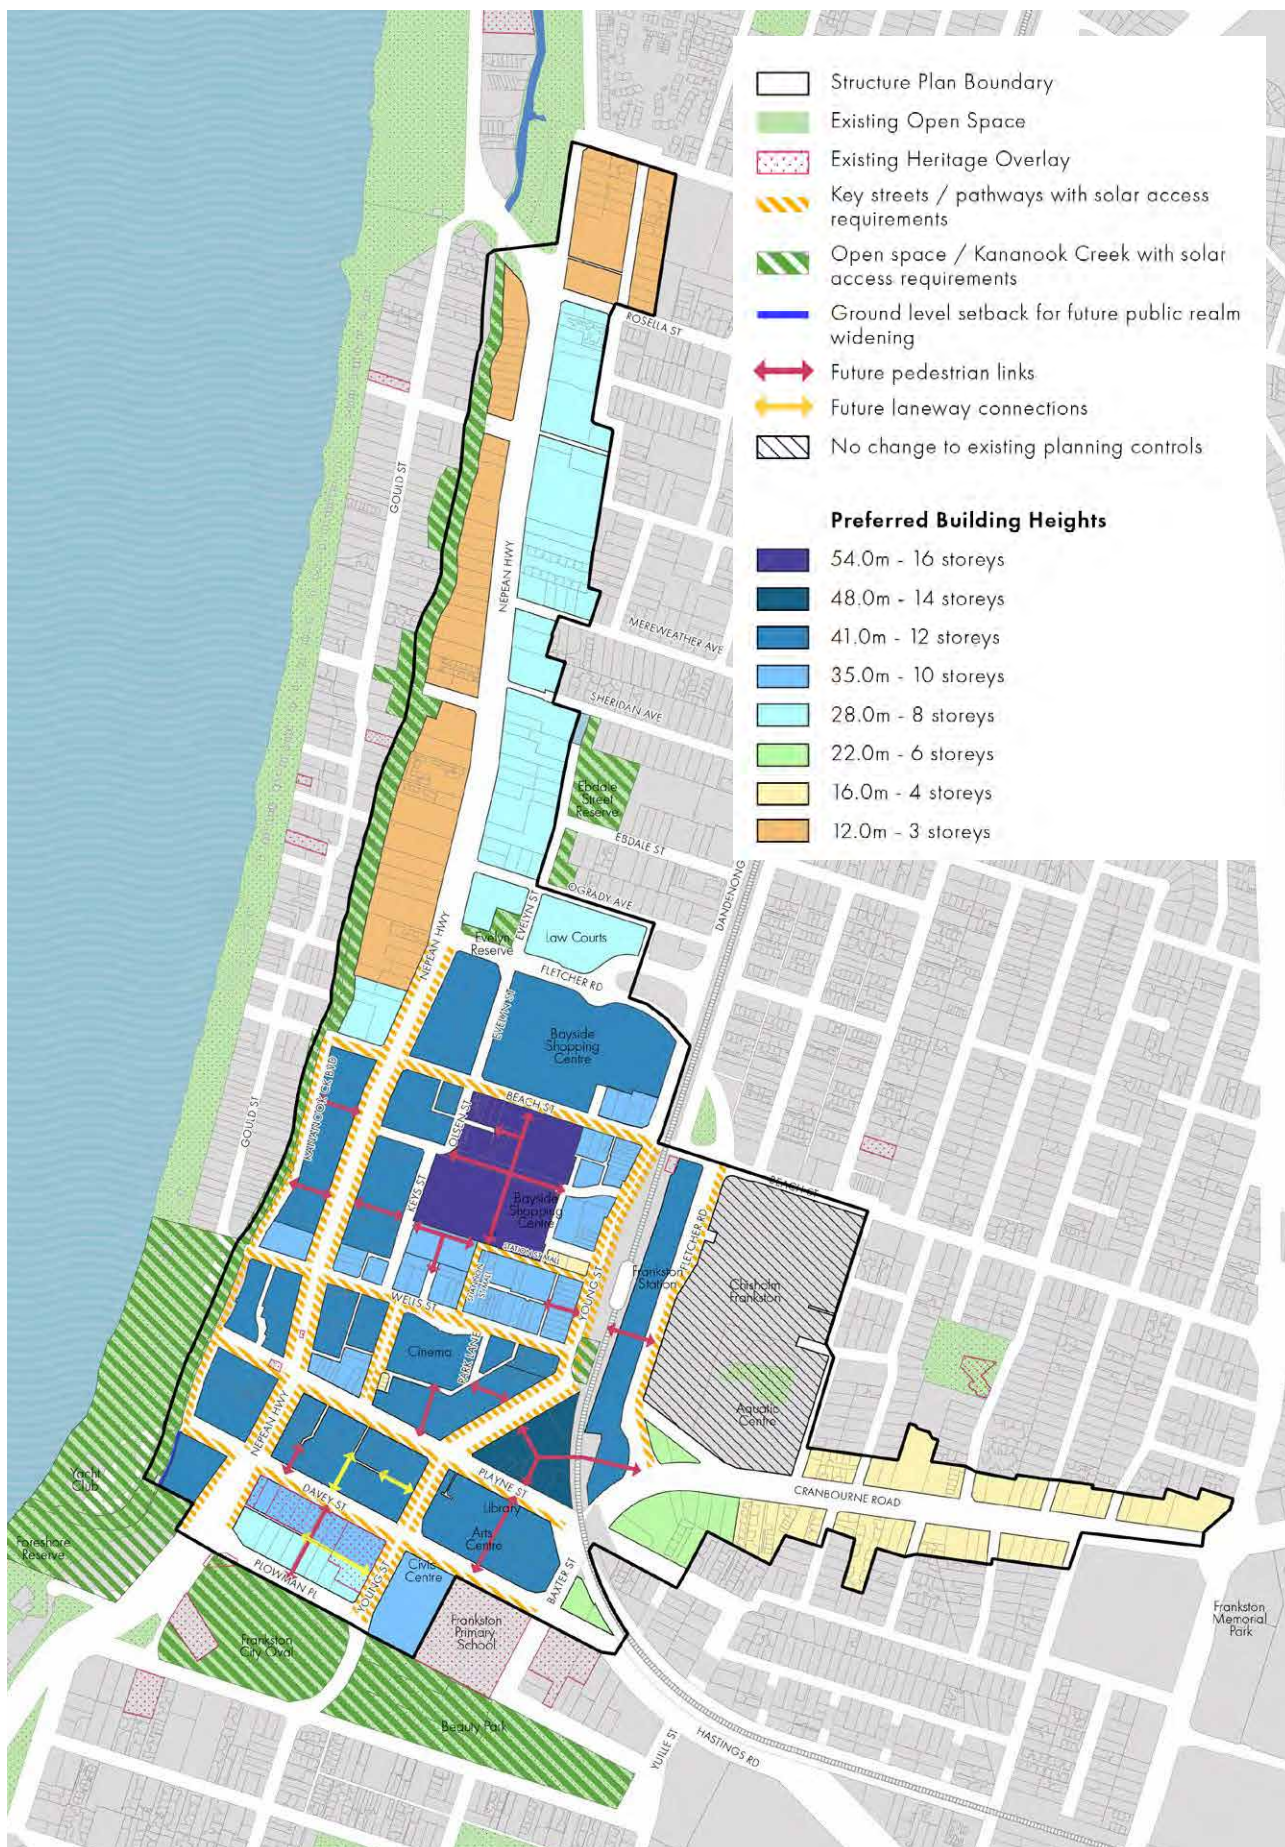 Structure Plan Boundary
Existing Open Space
Existing Heritage Overlay
Key streets / pathways with solar access
requirements
Open space / Kananook Creek with solar
access requirements
Ground level setback for future public realm
widening
Future pedestrian links
Future laneway connections
No change to existing planning controls
Preferred Building Heights
54.0m - 16 storeys
48.0m - 14 storeys
41.0m - 12 storeys
35.0m - 10 storeys
28.0m - 8 storeys
22.0m - 6 storeys
16.0m - 4 storeys
12.0m - 3 storeys
ROSELLA ST
GOULD ST
NEPEAN HWY
MEREWEATHER AVE
SHERIDAN AVE
Ebdale
Street
Reserve
EBDALE ST
DANDENONG
OGRADY AVE
EVELYN ST
NEPEAN HWY
Evelyn
Reserve
Law Courts
FLETCHER RD
EVELYN ST
Bayside
Shopping
Centre
GOULD ST
BEACH ST
OLSEN ST
KEYS ST
Bayside
Shopping
Centre
BEACH ST
STATION ST MALL
FLETCHER RD
Frankston
Station
Chisholm
Frankston
YOUNG ST
WELLS ST
Cinema
PARK LANE
Aquatic
Centre
NEPEAN HWY
Yacht
Club
DAVEY ST
PLAYNE ST
Library
CRANBOURNE ROAD
Arts
Centre
Foreshore
Reserve
PLOWMAN PL
YOUNG ST
Civic
Centre
BAXTER ST
Frankston
Primary
School
Frankston
City Oval
Frankston
Memorial
Park
Beauty Park
YUILLE ST
HASTINGS RD